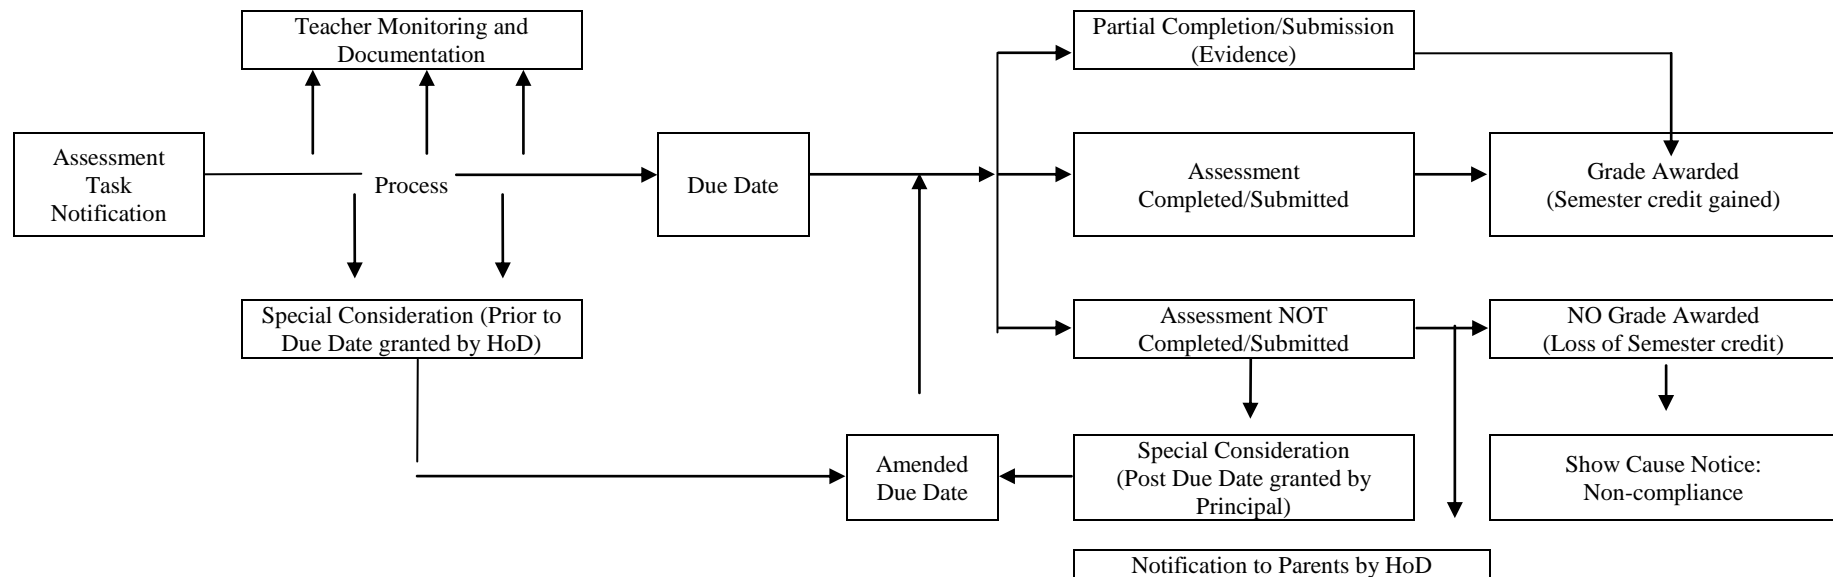 Teacher Monitoring and
Documentation
Partial Completion/Submission
(Evidence)
Assessment
Task
Notification
Process
Due Date
Assessment
Completed/Submitted
Grade Awarded
(Semester credit gained)
Special Consideration (Prior to
Due Date granted by HoD)
Assessment NOT
Completed/Submitted
NO Grade Awarded
(Loss of Semester credit)
Amended
Due Date
Special Consideration
(Post Due Date granted by
Principal)
Show Cause Notice:
Non-compliance
Notification to Parents by HoD